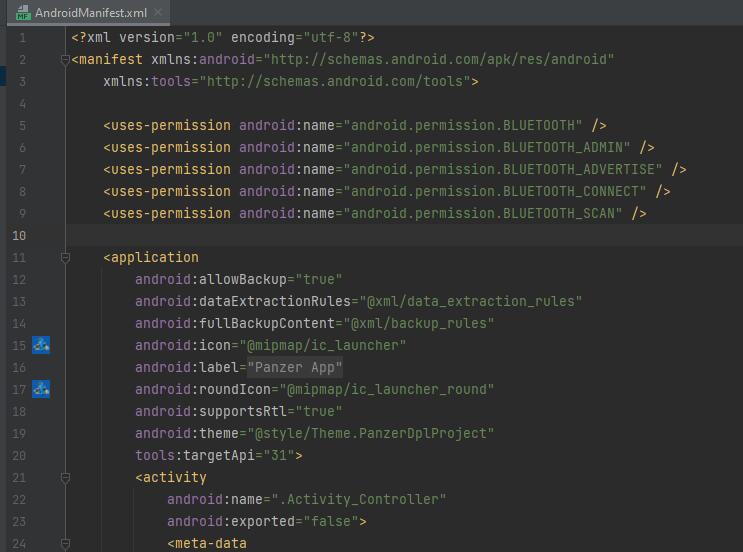 AndroidManifest.xml
1 <?xml version="1.0" encoding="utf-8"?>
2 <manifest xmlns:android="http://schemas.android.com/apk/res/android"
3 xmlns:tools="http://schemas.android.com/tools">
4
5 <uses-permission android:name="android.permission.BLUETOOTH" />
6 <uses-permission android:name="android.permission.BLUETOOTH_ADMIN" />
7 <uses-permission android:name="android.permission.BLUETOOTH_ADVERTISE" />
8 <uses-permission android:name="android.permission.BLUETOOTH_CONNECT" />
9 <uses-permission android:name="android.permission.BLUETOOTH_SCAN" />
10
11 <application
12 android:allowBackup="true"
13 android:dataExtractionRules="@xml/data_extraction_rules"
14 android:fullBackupContent="@xml/backup_rules"
15 android:icon="@mipmap/ic_launcher"
16 android:label="Panzer App"
17 android:roundIcon="@mipmap/ic_launcher_round"
18 android:supportsRtl="true"
19 android:theme="@style/Theme.PanzerDplProject"
20 tools:targetApi="31">
21 <activity
22 android:name=".Activity_Controller"
23 android:exported="false">
24 <meta-data